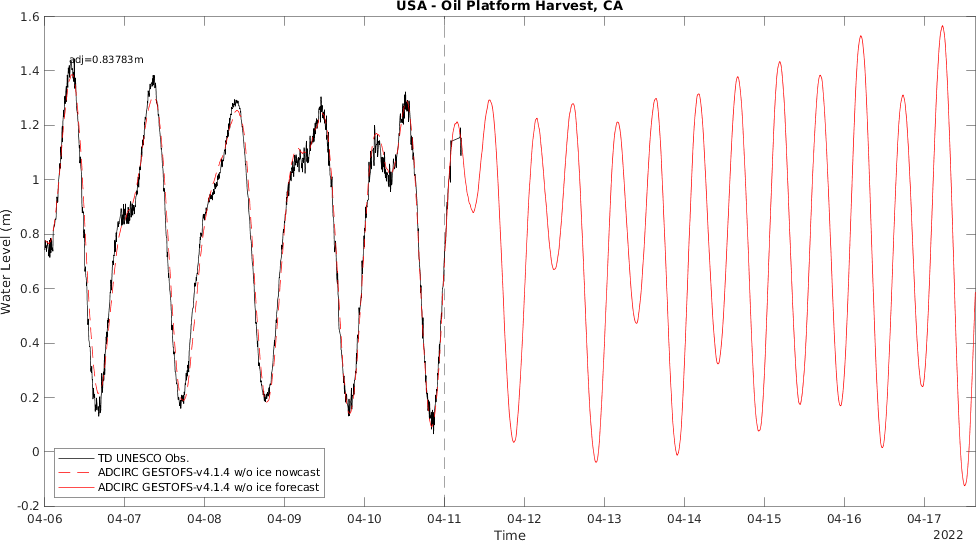 USA - Oil Platform Harvest, CA
adj=0.83783m
Water Level (m)
1.6
1.4
1.2
1
0.8
0.6
0.4
0.2
0
-0.2
TD UNESCO Obs.
ADCIRC GESTOFS-v4.1.4 w/o ice nowcast
ADCIRC GESTOFS-v4.1.4 w/o ice forecast
04-06 04-07 04-08 04-09 04-10 04-11 04-12 04-13 04-14 04-15 04-16 04-17
Time
2022